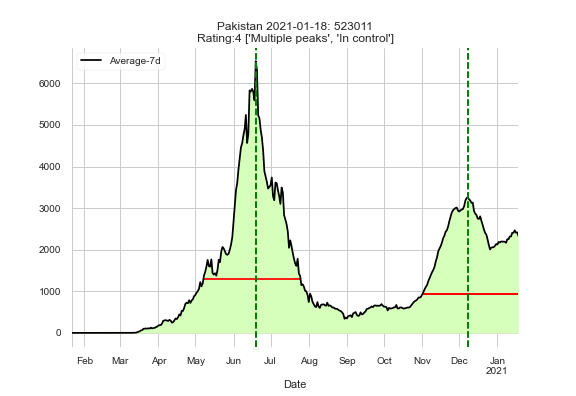 Pakistan 2021-01-18: 523011
Rating:4 ['Multiple peaks', 'In control']
Average-7d
6000
5000
4000
3000
2000
1000
0
Feb Mar Apr May Jun Jul Aug Sep Oct Nov Dec Jan
2021
Date